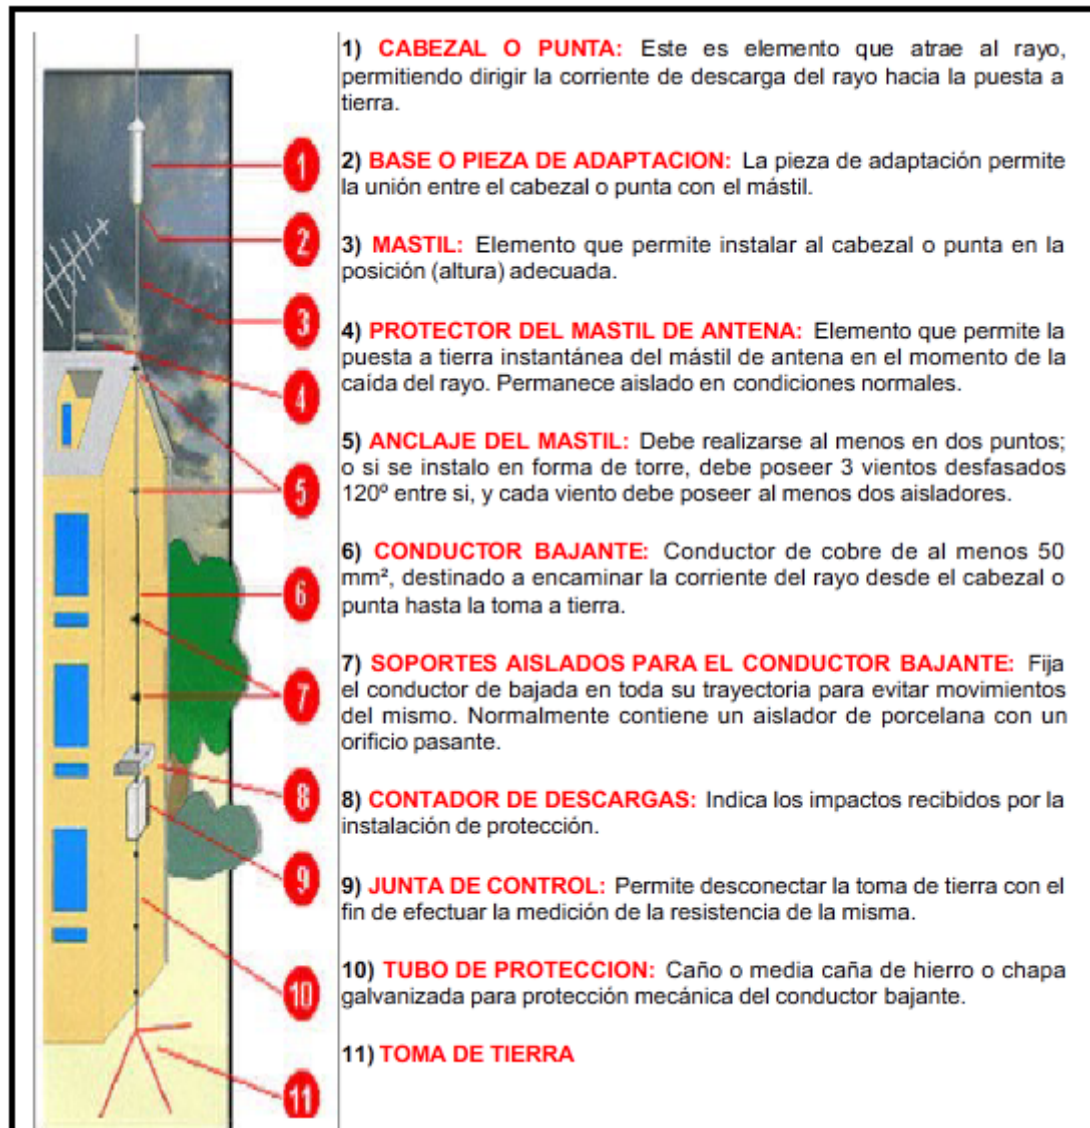 1) CABEZAL O PUNTA: Este es elemento que atrae al rayo,
permitiendo dirigir la corriente de descarga del rayo hacia la puesta a
tierra.
2) BASE O PIEZA DE ADAPTACION: La pieza de adaptación permite
la unión entre el cabezal o punta con el mástil.
3) MASTIL: Elemento que permite instalar al cabezal o punta en la
posición (altura) adecuada.
4) PROTECTOR DEL MASTIL DE ANTENA: Elemento que permite la
puesta a tierra instantánea del mástil de antena en el momento de la
caída del rayo. Permanece aislado en condiciones normales.
5) ANCLAJE DEL MASTIL: Debe realizarse al menos en dos puntos;
o si se instalo en forma de torre, debe poseer 3 vientos desfasados
120º entre si, y cada viento debe poseer al menos dos aisladores.
6) CONDUCTOR BAJANTE: Conductor de cobre de al menos 50
mm², destinado a encaminar la corriente del rayo desde el cabezal o
punta hasta la toma a tierra.
7) SOPORTES AISLADOS PARA EL CONDUCTOR BAJANTE: Fija
el conductor de bajada en toda su trayectoria para evitar movimientos
del mismo. Normalmente contiene un aislador de porcelana con un
orificio pasante.
8) CONTADOR DE DESCARGAS: Indica los impactos recibidos por la
instalación de protección.
9) JUNTA DE CONTROL: Permite desconectar la toma de tierra con el
fin de efectuar la medición de la resistencia de la misma.
10) TUBO DE PROTECCION: Caño o media caña de hierro o chapa
galvanizada para protección mecánica del conductor bajante.
11) TOMA DE TIERRA
1
2
3
4
5
6
7
8
9
10
11